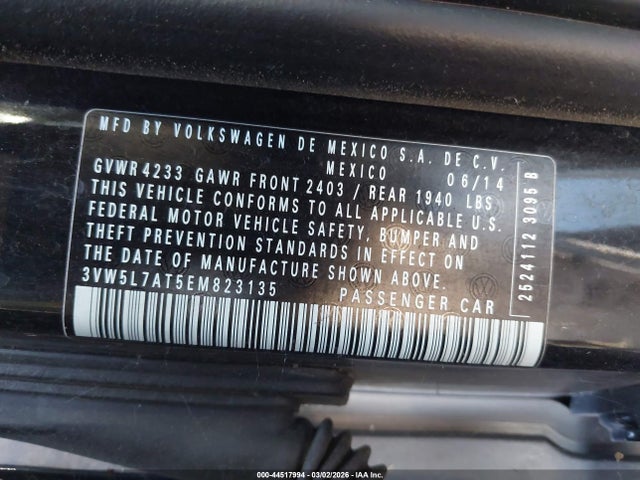 MFD BY VOLKSWAGEN DE MEXICO S.A. DE C.V.
MEXICO 06/14
GVWR 4233 GAWR FRONT 2403 / REAR 1940 LBS
THIS VEHICLE CONFORMS TO ALL APPLICABLE U.S.
FEDERAL MOTOR VEHICLE SAFETY, BUMPER AND
THEFT PREVENTION STANDARDS IN EFFECT ON
THE DATE OF MANUFACTURE SHOWN ABOVE.
3VW5L7AT5EM823135 PASSENGER CAR
2524112 3095 B
000-44517994 | 03/02/2026 | Copyright IAA, Inc.